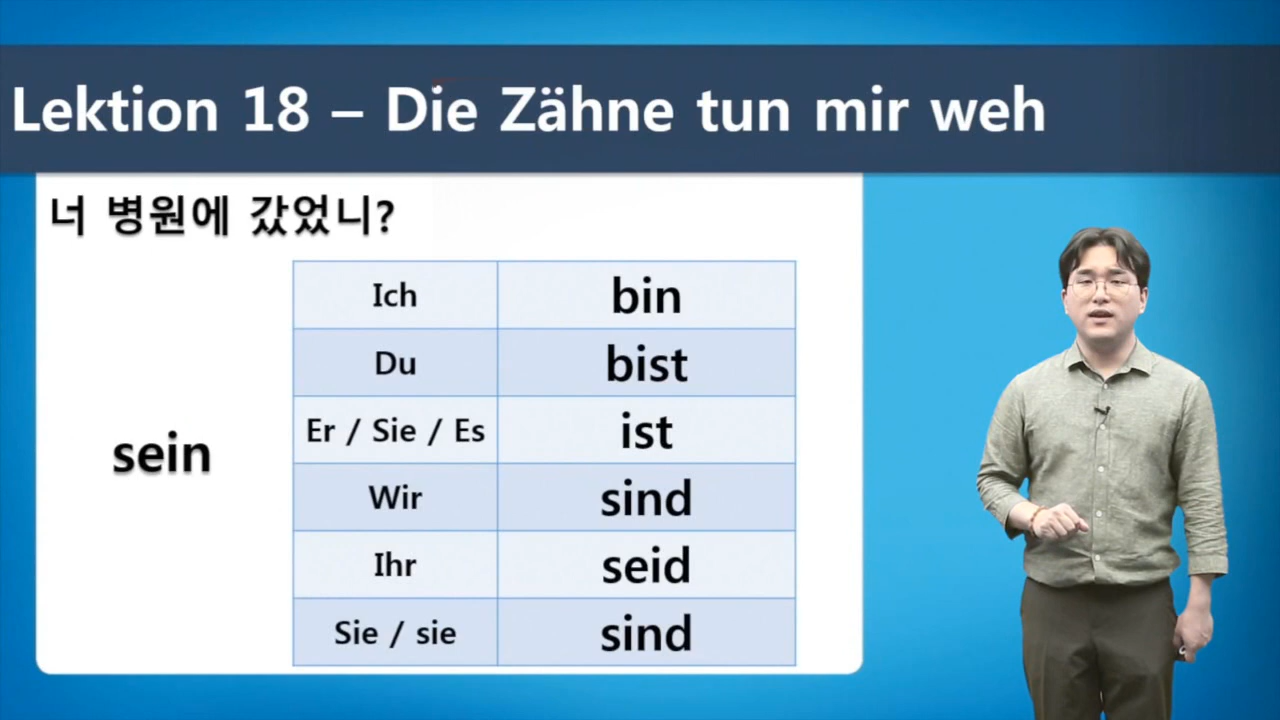 Lektion 18 – Die Zähne tun mir weh
너 병원에 갔었니?
sein
Ich bin
Du bist
Er / Sie / Es ist
Wir sind
Ihr seid
Sie / sie sind